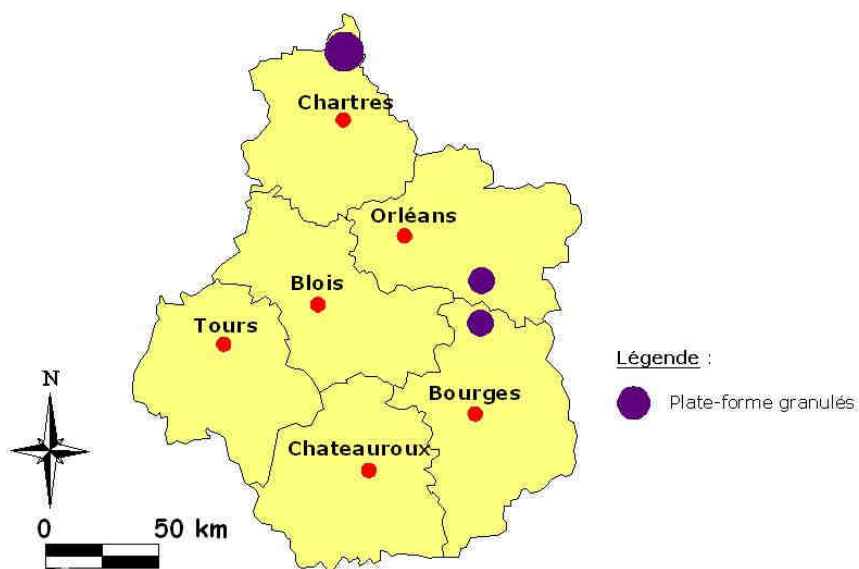 Chartres
Orléans
Blois
Tours
Légende :
N
Bourges
Plate-forme granulés
Chateauroux
0 50 km